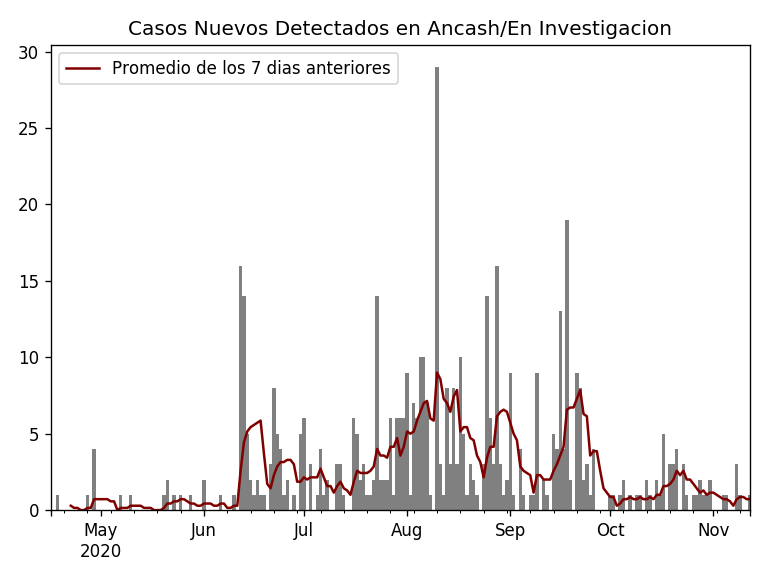 Casos Nuevos Detectados en Ancash/En Investigacion
Promedio de los 7 dias anteriores
30
25
20
15
10
5
0
May Jun Jul Aug Sep Oct Nov
2020